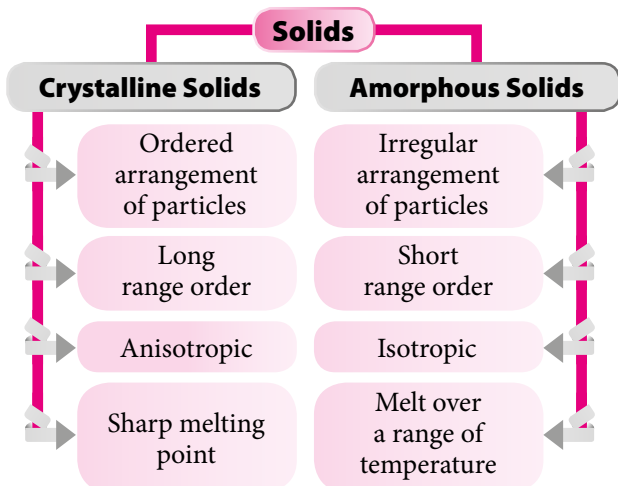 Solids
Crystalline Solids
Ordered
arrangement
of particles
Long
range order
Anisotropic
Sharp melting
point
Amorphous Solids
Irregular
arrangement
of particles
Short
range order
Isotropic
Melt over
a range of
temperature